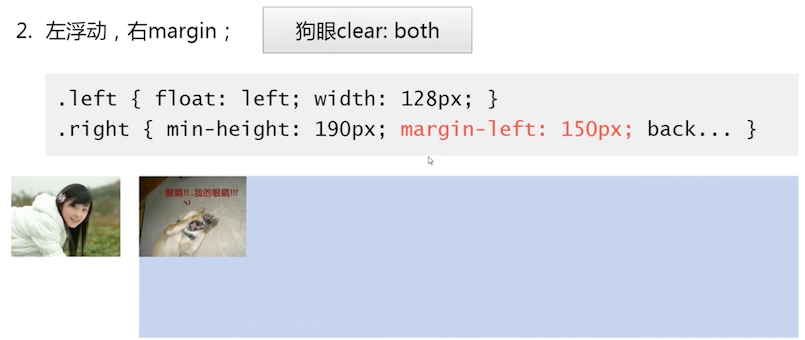 2. 左浮动，右margin；
狗眼clear: both
.left { float: left; width: 128px; }
.right { min-height: 190px; margin-left: 150px; back... }
眼睛!!..我的眼睛!!!